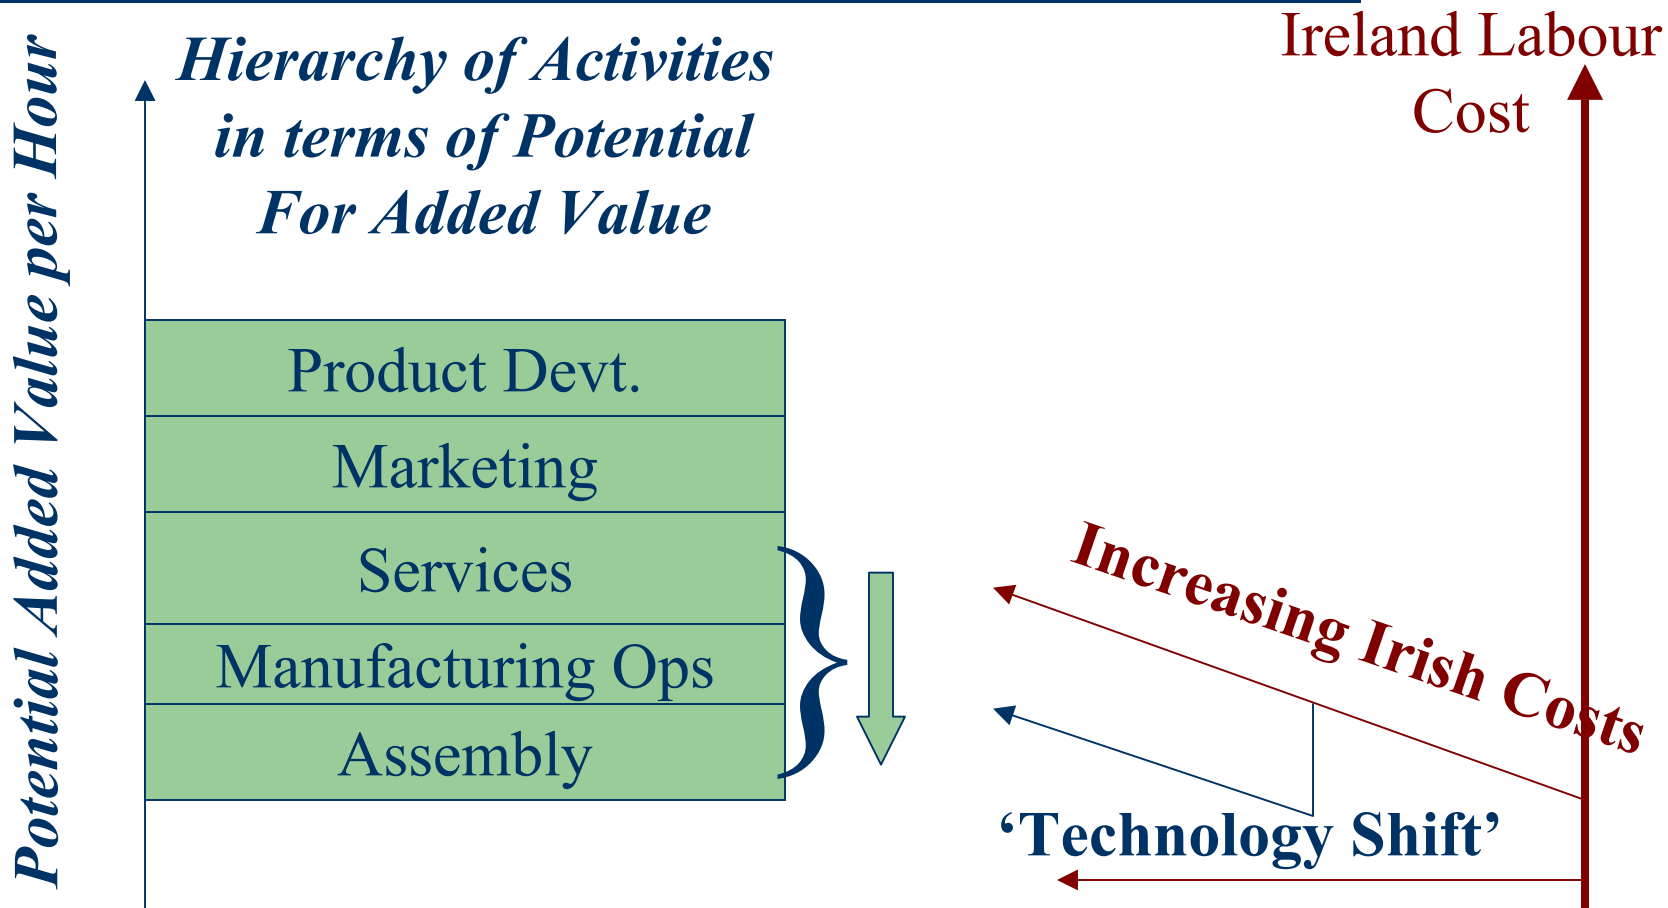 Potential Added Value per Hour
Hierarchy of Activities
in terms of Potential
For Added Value
Ireland Labour
Cost
Product Devt.
Marketing
Services
Manufacturing Ops
Assembly
Increasing Irish Costs
‘Technology Shift’